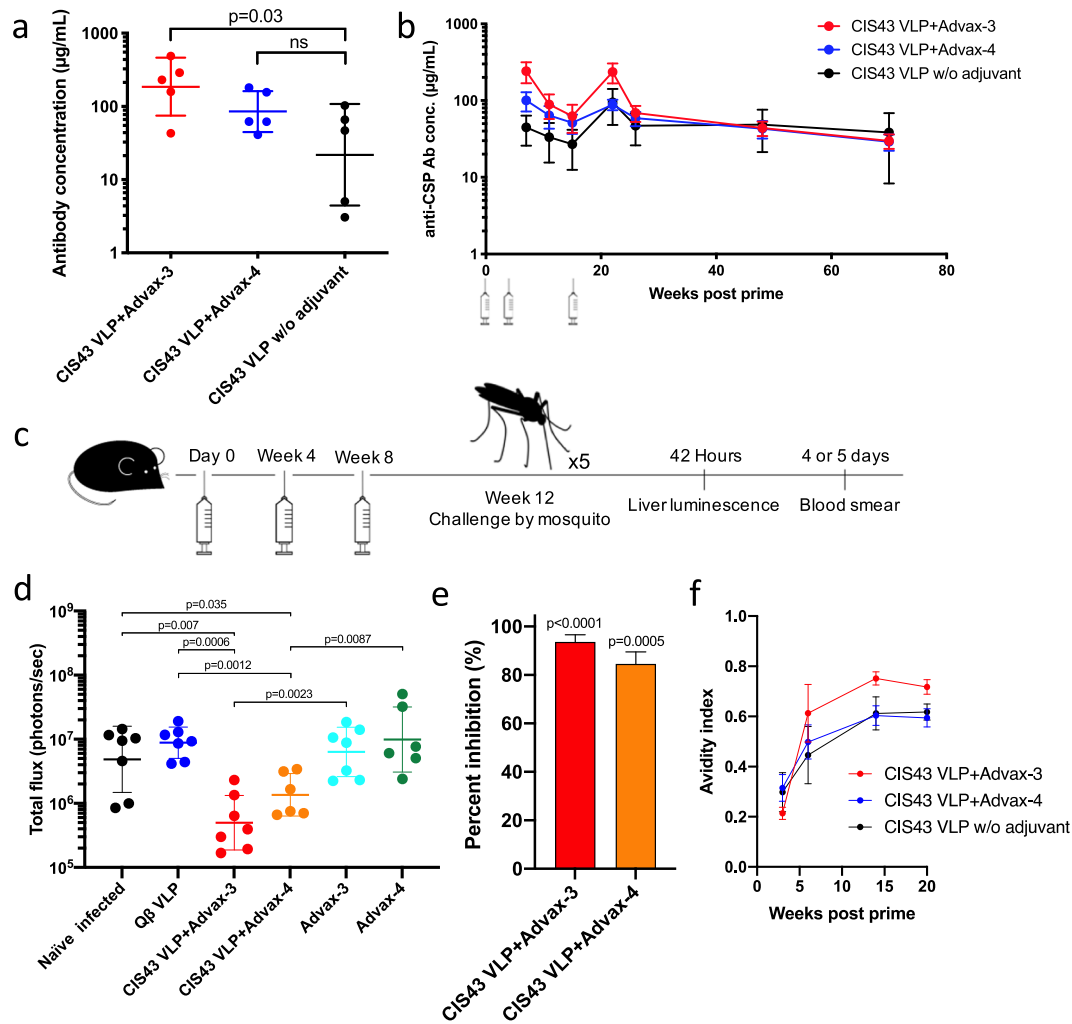 a
Antibody concentration (µg/mL)
1000
100
10
1
p=0.03
ns
CIS43 VLP+Advax-3
CIS43 VLP+Advax-4
CIS43 VLP w/o adjuvant
b
anti-CSP Ab conc. (µg/mL)
1000
100
10
1
0
20
40
60
80
Weeks post prime
CIS43 VLP+Advax-3
CIS43 VLP+Advax-4
CIS43 VLP w/o adjuvant
c
Day 0
Week 4
Week 8
x5
Week 12
Challenge by mosquito
42 Hours
Liver luminescence
4 or 5 days
Blood smear
d
Total flux (photons/sec)
10⁹
10⁸
10⁷
10⁶
10⁵
p=0.035
p=0.007
p=0.0006
p=0.0087
p=0.0012
p=0.0023
Naïve infected
Qβ VLP
CIS43 VLP+Advax-3
CIS43 VLP+Advax-4
Advax-3
Advax-4
e
Percent inhibition (%)
100
80
60
40
20
0
p<0.0001
p=0.0005
CIS43 VLP+Advax-3
CIS43 VLP+Advax-4
f
Avidity index
1.0
0.8
0.6
0.4
0.2
0.0
0
5
10
15
20
Weeks post prime
CIS43 VLP+Advax-3
CIS43 VLP+Advax-4
CIS43 VLP w/o adjuvant